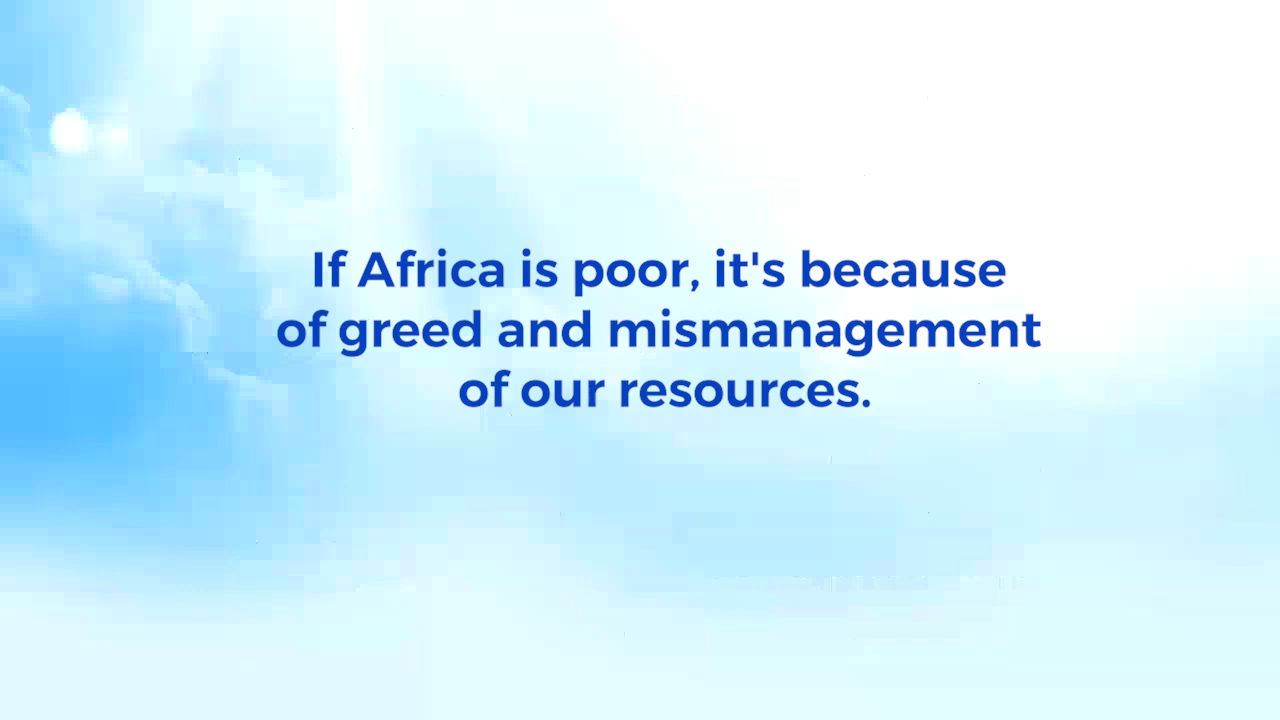 If Africa is poor, it's because
of greed and mismanagement
of our resources.